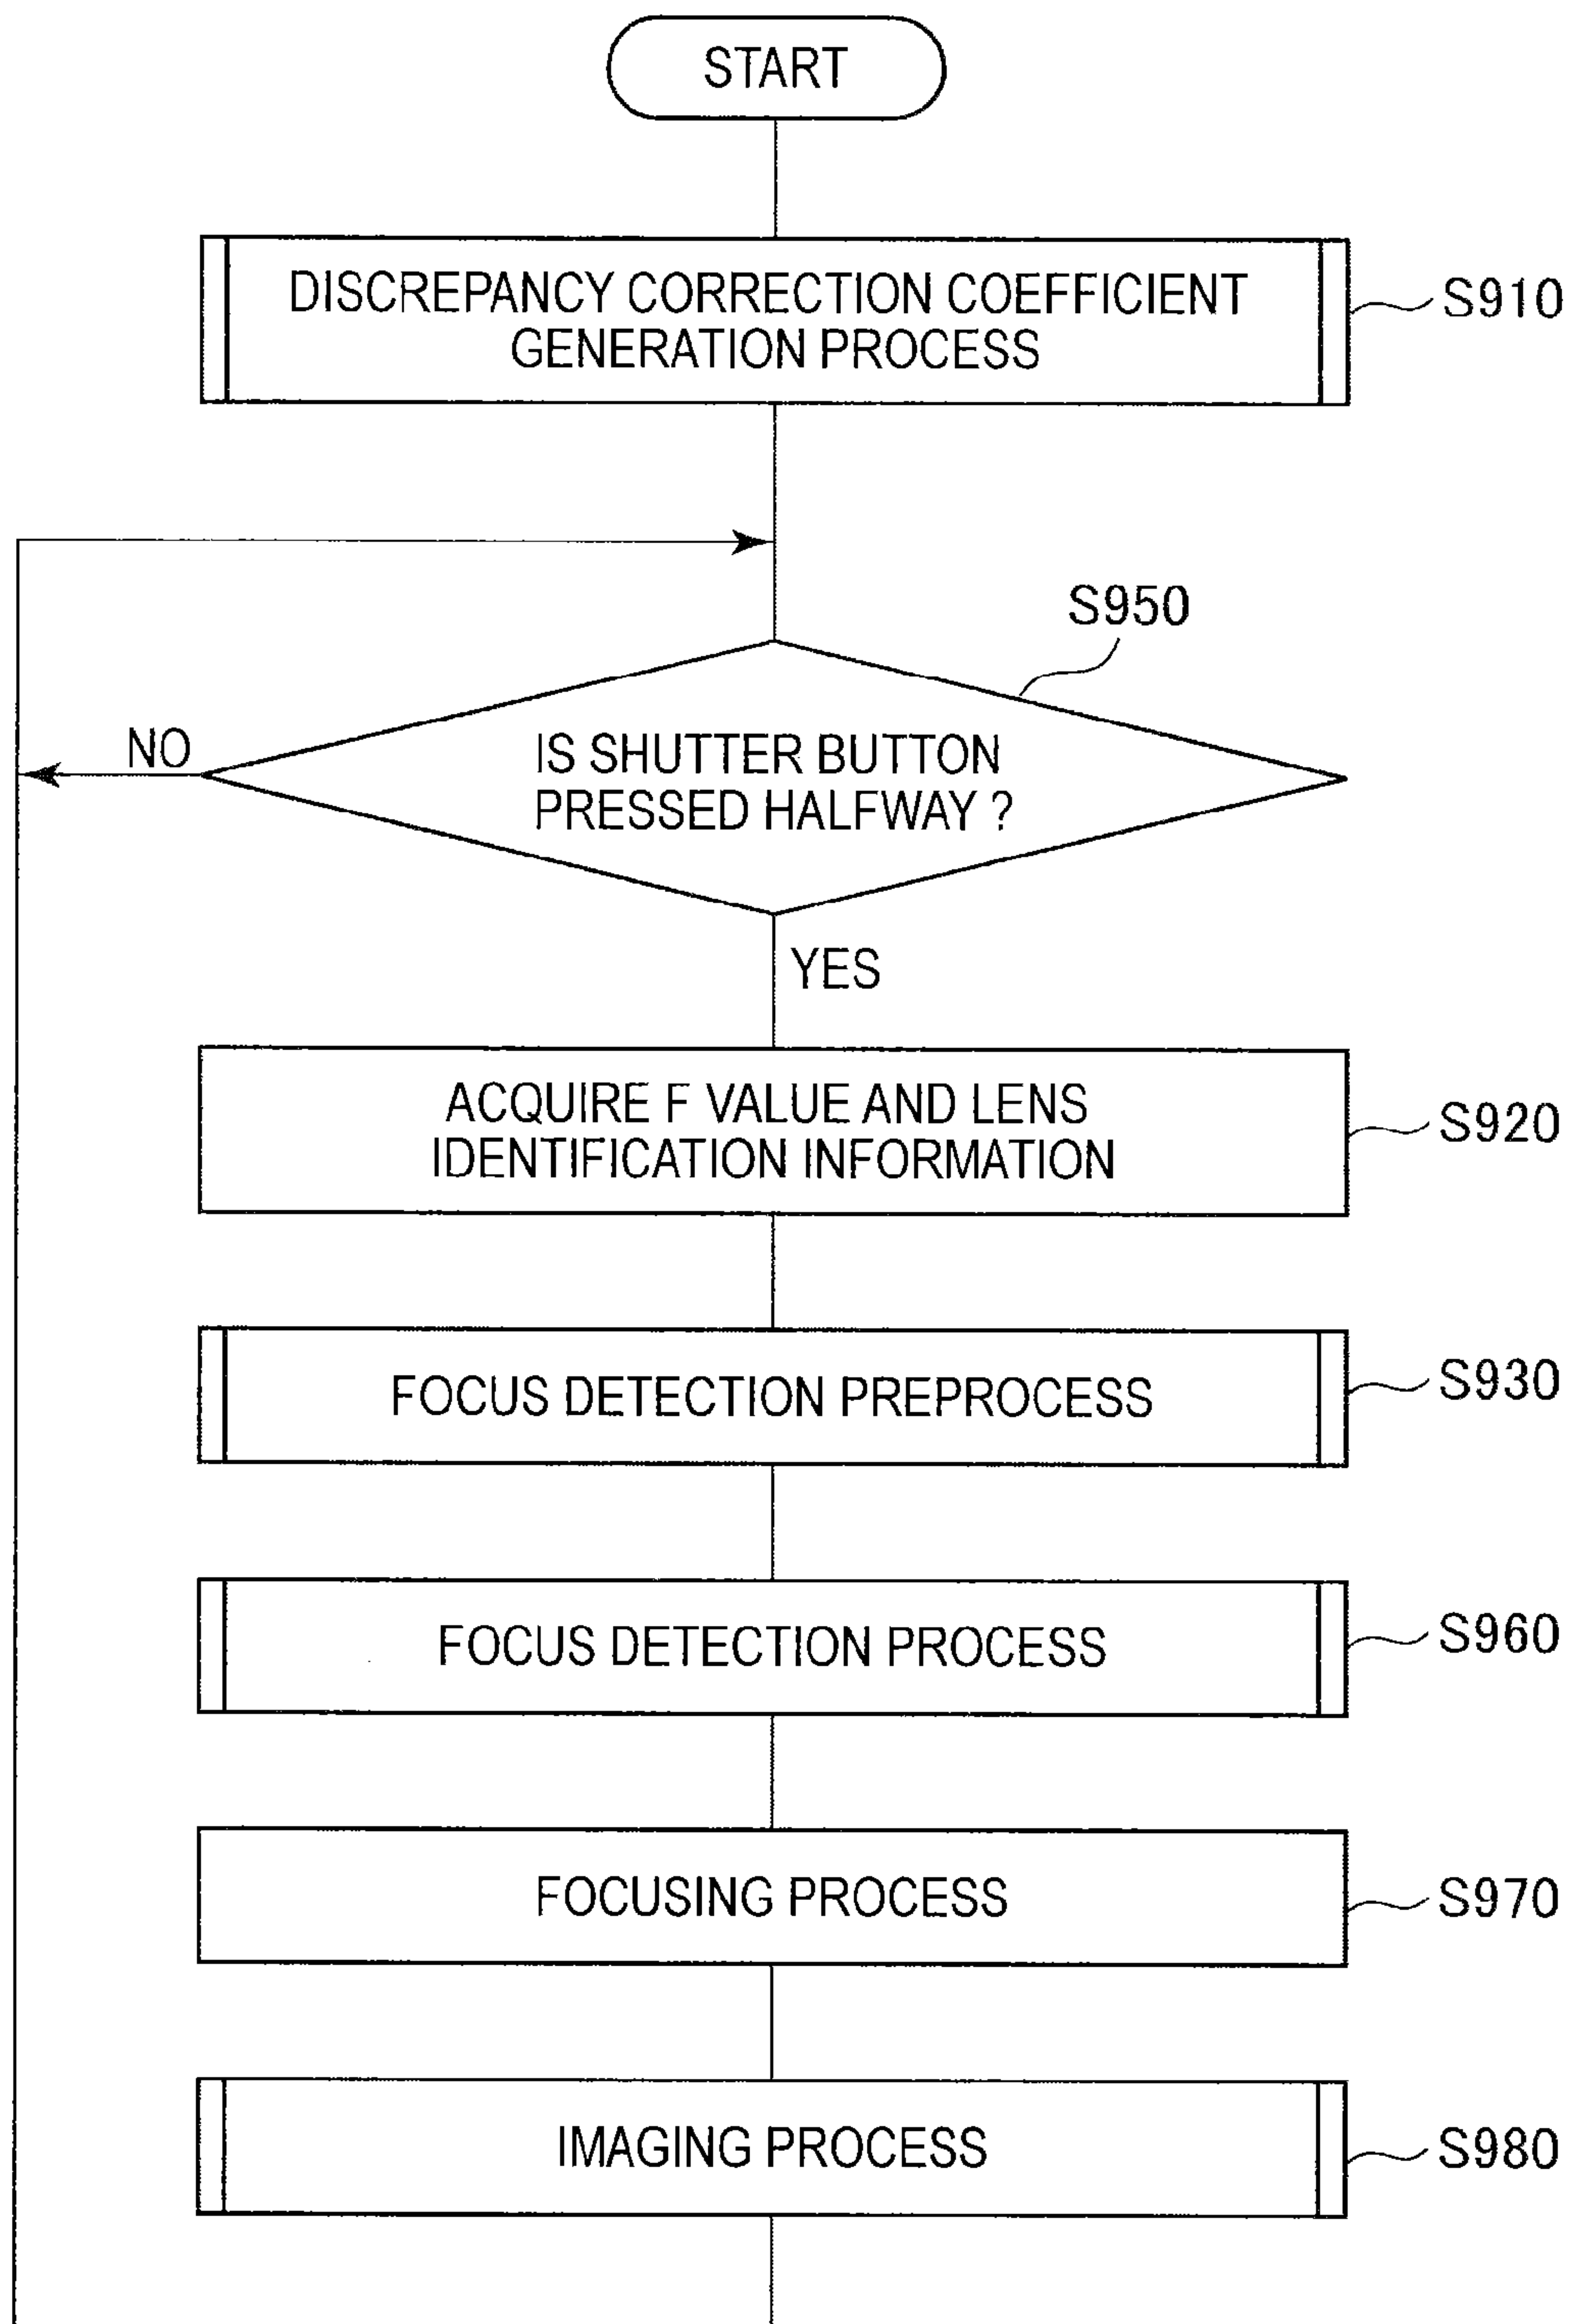 START
DISCREPANCY CORRECTION COEFFICIENT
GENERATION PROCESS
S910
S950
IS SHUTTER BUTTON
PRESSED HALFWAY ?
NO
YES
ACQUIRE F VALUE AND LENS
IDENTIFICATION INFORMATION
S920
FOCUS DETECTION PREPROCESS
S930
FOCUS DETECTION PROCESS
S960
FOCUSING PROCESS
S970
IMAGING PROCESS
S980